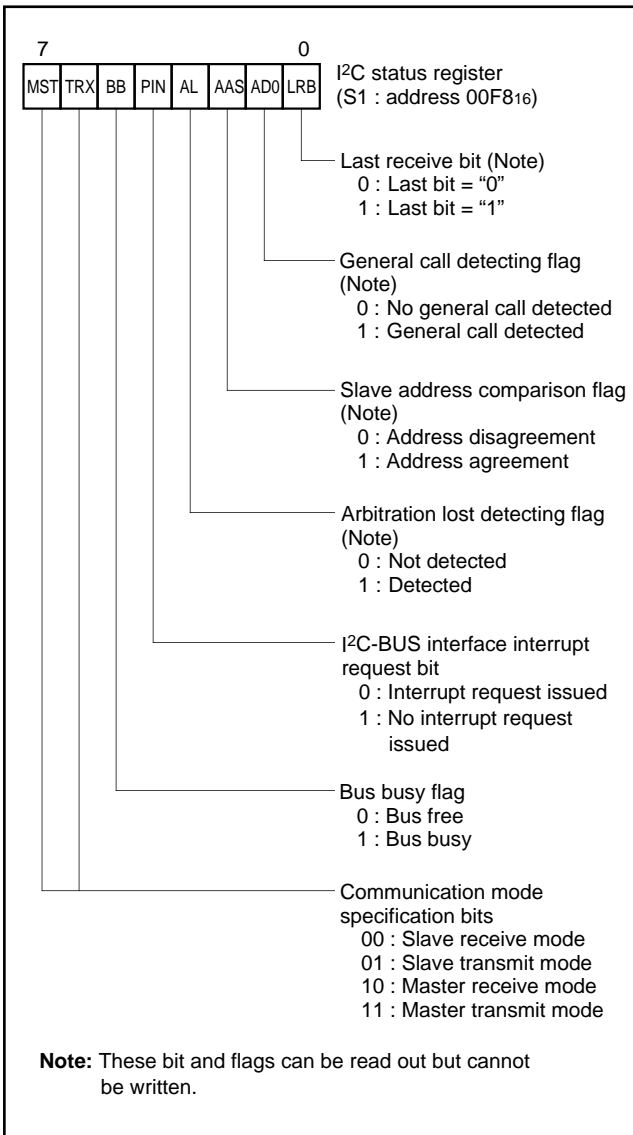 7 0
MST TRX BB PIN AL AAS AD0 LRB
I2C status register
(S1 : address 00F816)
Last receive bit (Note)
0 : Last bit = “0”
1 : Last bit = “1”
General call detecting flag
(Note)
0 : No general call detected
1 : General call detected
Slave address comparison flag
(Note)
0 : Address disagreement
1 : Address agreement
Arbitration lost detecting flag
(Note)
0 : Not detected
1 : Detected
I2C-BUS interface interrupt
request bit
0 : Interrupt request issued
1 : No interrupt request
issued
Bus busy flag
0 : Bus free
1 : Bus busy
Communication mode
specification bits
00 : Slave receive mode
01 : Slave transmit mode
10 : Master receive mode
11 : Master transmit mode
Note: These bit and flags can be read out but cannot
be written.